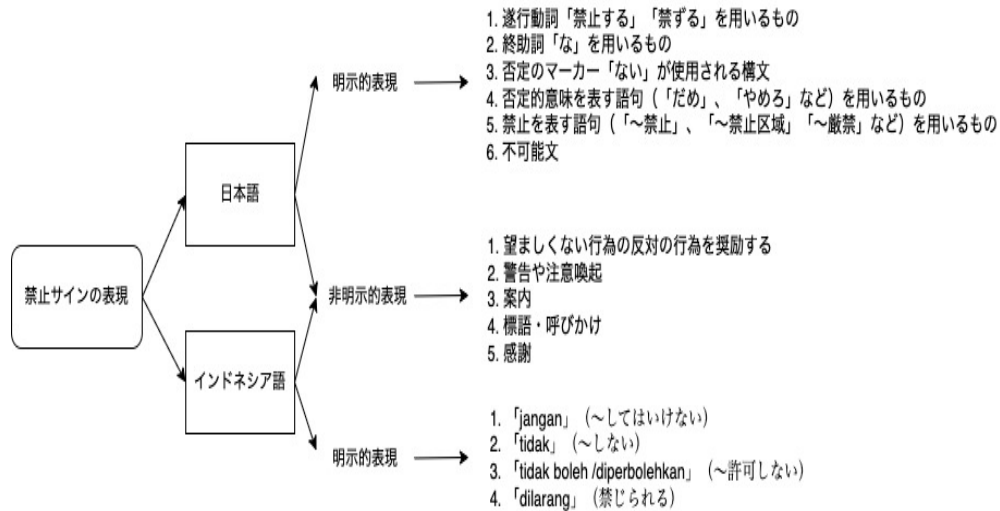 1. 遂行動詞「禁止する」「禁ずる」を用いるもの
2. 終助詞「な」を用いるもの
3. 否定のマーカー「ない」が使用される構文
4. 否定的意味を表す語句（「だめ」、「やめろ」など）を用いるもの
5. 禁止を表す語句（「～禁止」、「～禁止区域」「～厳禁」など）を用いるもの
6. 不可能文
明示的表現
日本語
禁止サインの表現
非明示的表現
1. 望ましくない行為の反対の行為を奨励する
2. 警告や注意喚起
3. 案内
4. 標語・呼びかけ
5. 感謝
インドネシア語
明示的表現
1. 「jangan」（～してはいけない）
2. 「tidak」（～しない）
3. 「tidak boleh /diperbolehkan」（～許可しない）
4. 「dilarang」（禁じられる）